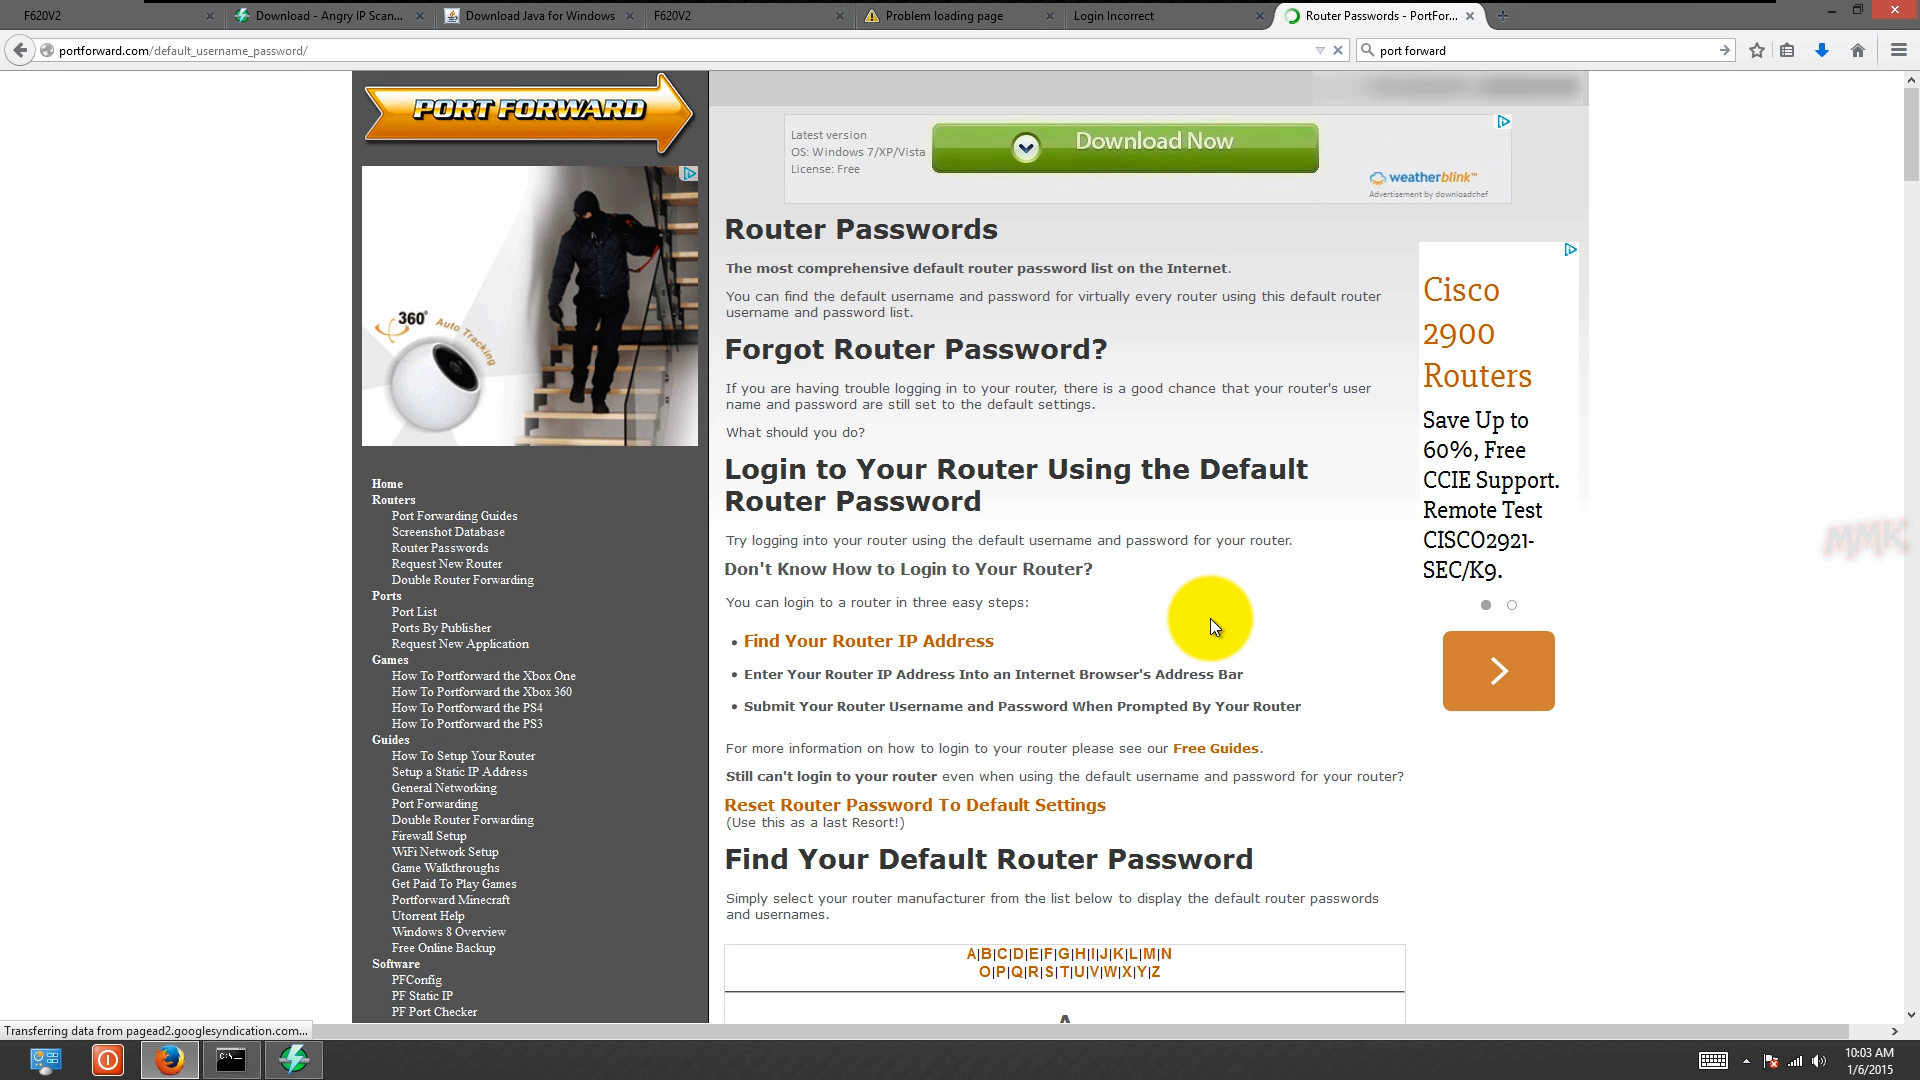 F620V2
Download - Angry IP Scan...
Download Java for Windows
F620V2
Problem loading page
Login Incorrect
Router Passwords - PortFor...
portforward.com/default_username_password/
port forward
PORT FORWARD
Latest version
OS: Windows 7/XP/Vista
License: Free
Download Now
weatherblink™
Advertisement by downloadchef
360°
Auto Tracking
Home
Routers
Port Forwarding Guides
Screenshot Database
Router Passwords
Request New Router
Double Router Forwarding
Ports
Port List
Ports By Publisher
Request New Application
Games
How To Portforward the Xbox One
How To Portforward the Xbox 360
How To Portforward the PS4
How To Portforward the PS3
Guides
How To Setup Your Router
Setup a Static IP Address
General Networking
Port Forwarding
Double Router Forwarding
Firewall Setup
WiFi Network Setup
Game Walkthroughs
Get Paid To Play Games
Portforward Minecraft
Utorrent Help
Windows 8 Overview
Free Online Backup
Software
PFConfig
PF Static IP
PF Port Checker
Router Passwords
The most comprehensive default router password list on the Internet.
You can find the default username and password for virtually every router using this default router
username and password list.
Forgot Router Password?
If you are having trouble logging in to your router, there is a good chance that your router's user
name and password are still set to the default settings.
What should you do?
Login to Your Router Using the Default
Router Password
Try logging into your router using the default username and password for your router.
Don't Know How to Login to Your Router?
You can login to a router in three easy steps:
• Find Your Router IP Address
• Enter Your Router IP Address Into an Internet Browser's Address Bar
• Submit Your Router Username and Password When Prompted By Your Router
For more information on how to login to your router please see our Free Guides.
Still can't login to your router even when using the default username and password for your router?
Reset Router Password To Default Settings
(Use this as a last Resort!)
Find Your Default Router Password
Simply select your router manufacturer from the list below to display the default router passwords
and usernames.
A|B|C|D|E|F|G|H|I|J|K|L|M|N
O|P|Q|R|S|T|U|V|W|X|Y|Z
Cisco
2900
Routers
Save Up to
60%, Free
CCIE Support.
Remote Test
CISCO2921-
SEC/K9.
MMK
Transferring data from pagead2.googlesyndication.com...
10:03 AM
1/6/2015